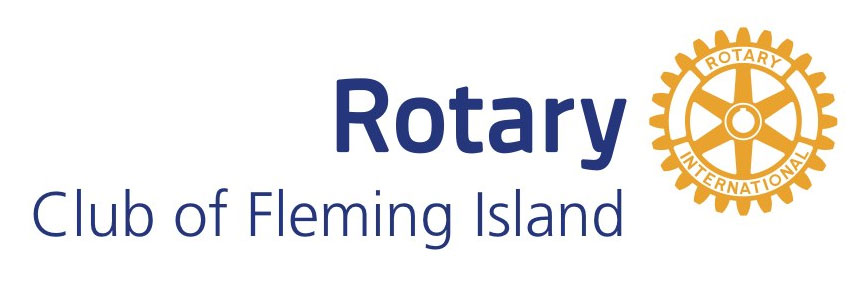 Rotary
Club of Fleming Island
ROTARY
INTERNATIONAL